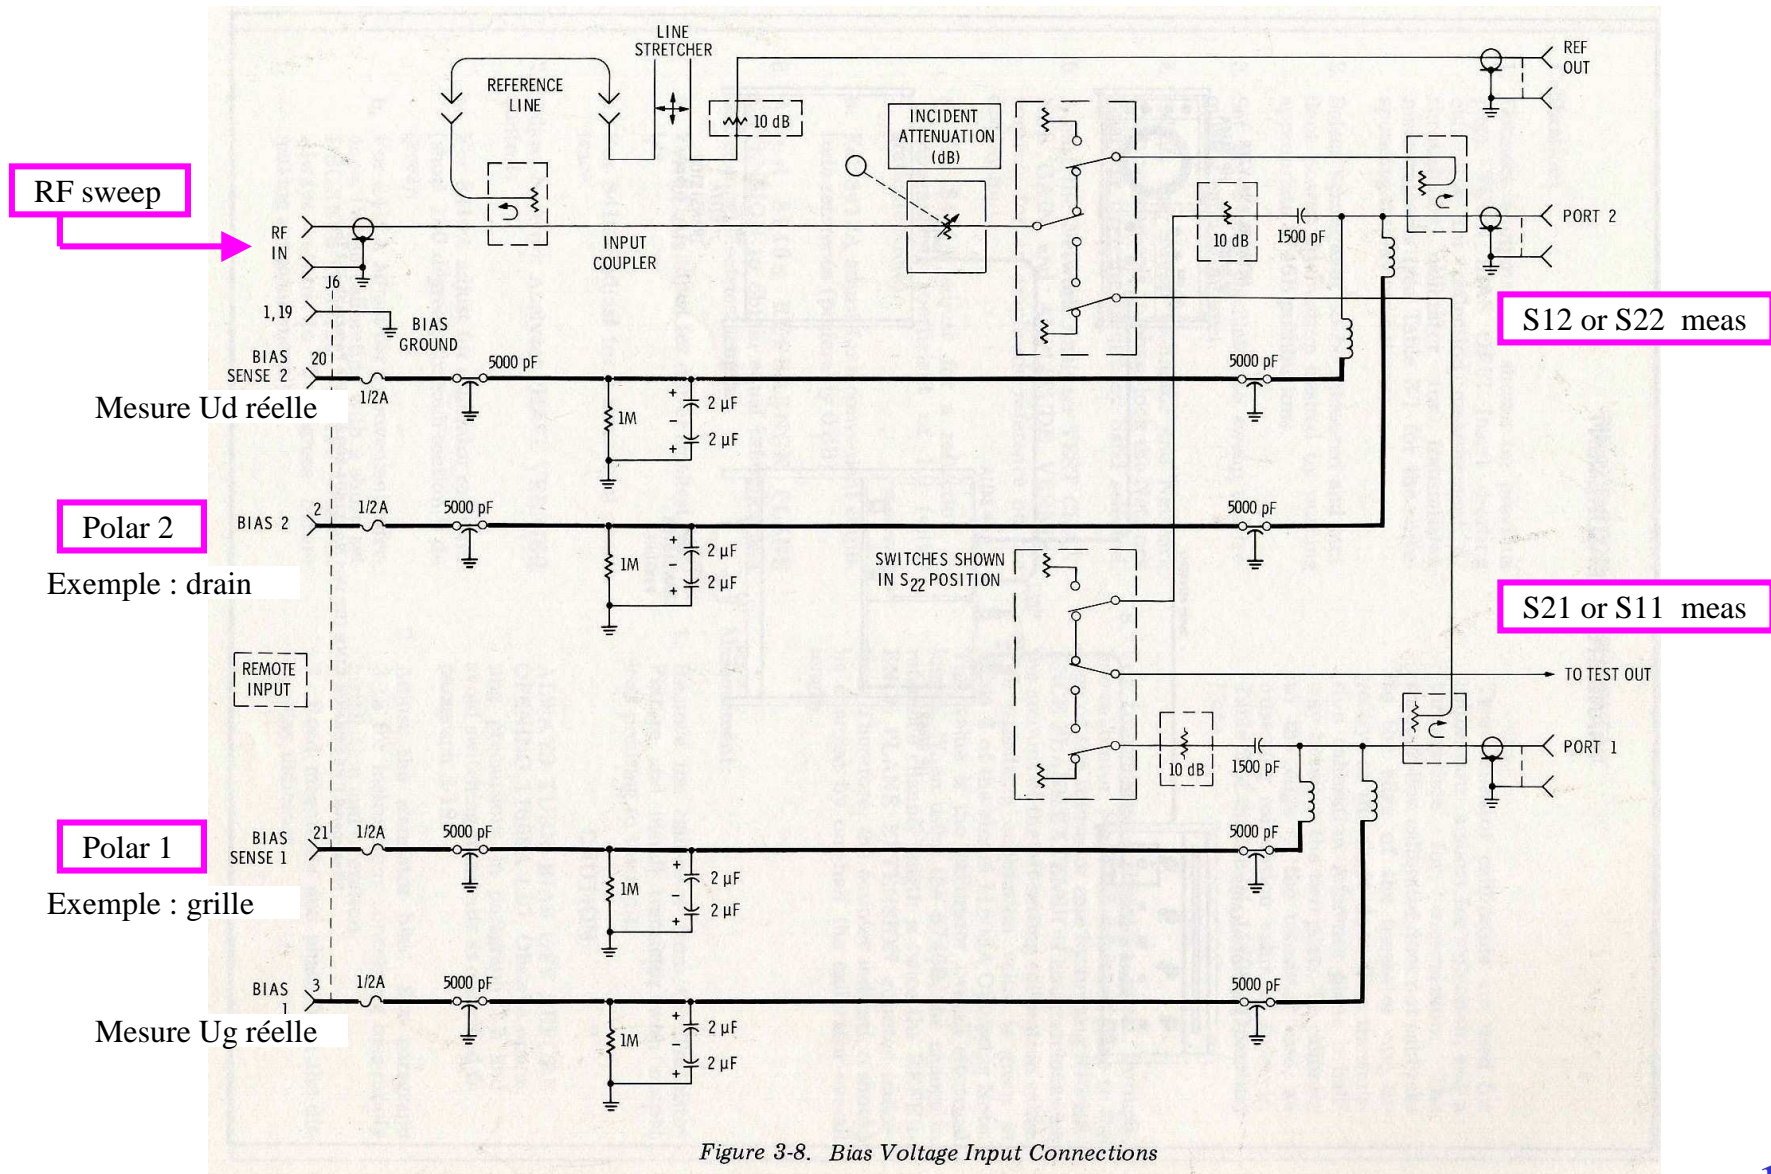 LINE
STRETCHER
REF
OUT
REFERENCE
LINE
10 dB
INCIDENT
ATTENUATION
(dB)
RF sweep
RF
IN
INPUT
COUPLER
10 dB
1500 pF
PORT 2
J6
1,19
BIAS
GROUND
S12 or S22 meas
BIAS
SENSE 2
20
1/2A
5000 pF
5000 pF
Mesure Ud réelle
1M
+
2 µF
–
2 µF
+
Polar 2
BIAS 2
2
1/2A
5000 pF
5000 pF
Exemple : drain
1M
+
2 µF
–
2 µF
+
SWITCHES SHOWN
IN S22 POSITION
S21 or S11 meas
REMOTE
INPUT
TO TEST OUT
10 dB
1500 pF
PORT 1
Polar 1
BIAS
SENSE 1
21
1/2A
5000 pF
5000 pF
Exemple : grille
1M
+
2 µF
–
2 µF
+
BIAS
1
3
1/2A
5000 pF
5000 pF
Mesure Ug réelle
1M
+
2 µF
–
2 µF
+
Figure 3-8. Bias Voltage Input Connections